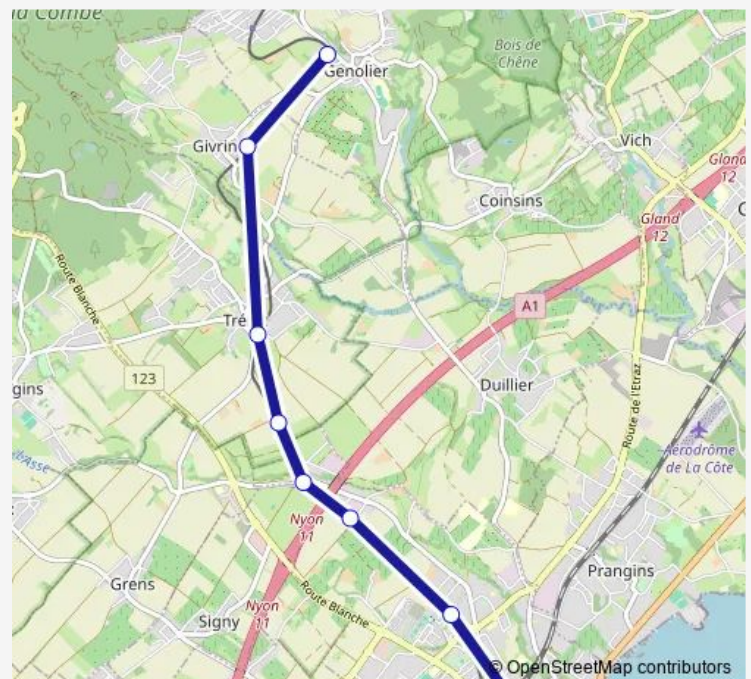 la Combe
Genolier
Bois de
Chêne
Givrin
Vich
Gland
12
Coinsins
Gland
12
Route Blanche
A1
Tré
123
gins
Duillier
Route de l'Etraz
Aérodrome
de La Côte
Nyon
11
Prangins
Grens
Nyon
11
Route Blanche
Signy
© OpenStreetMap contributors